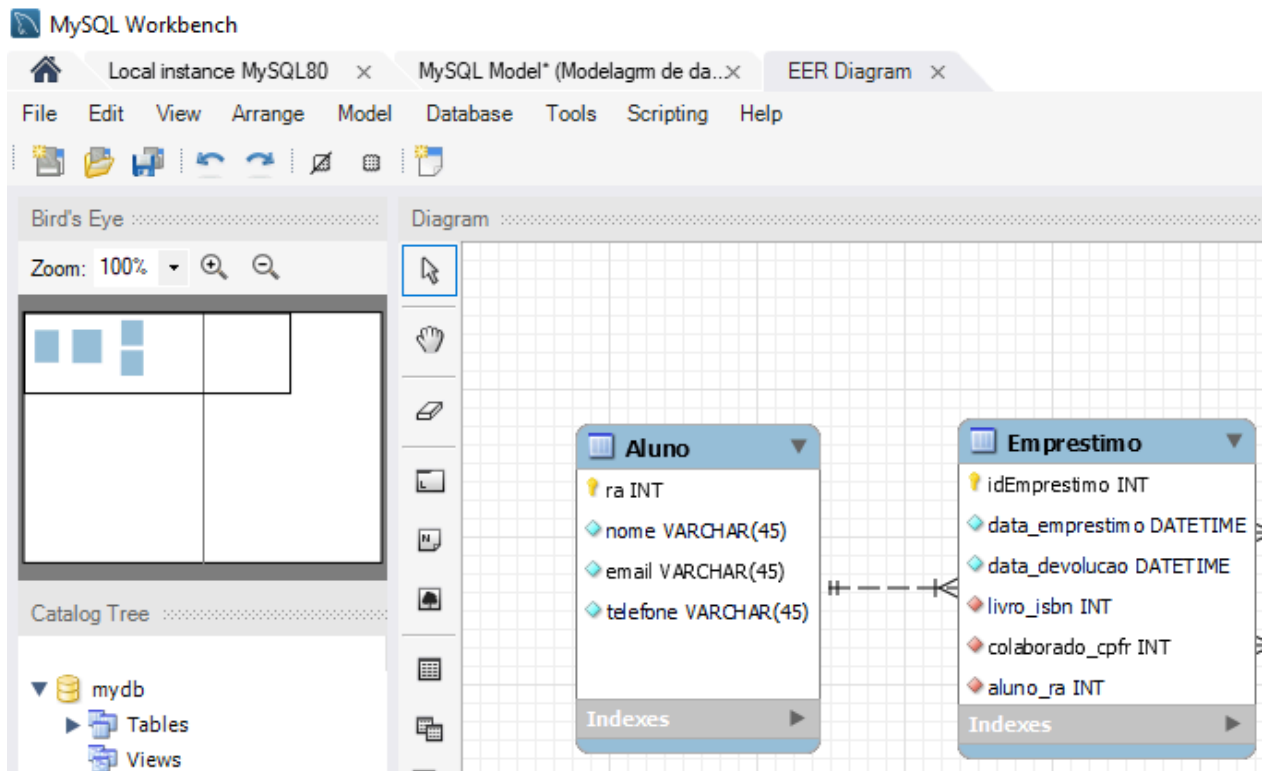 MySQL Workbench
Local instance MySQL80
MySQL Model* (Modelagm de da..
EER Diagram
File Edit View Arrange Model Database Tools Scripting Help
Bird's Eye
Diagram
Zoom: 100%
Aluno
ra INT
nome VARCHAR(45)
email VARCHAR(45)
telefone VARCHAR(45)
Indexes
Emprestimo
idEmprestimo INT
data_emprestimo DATETIME
data_devolucao DATETIME
livro_isbn INT
colaborado_cpfr INT
aluno_ra INT
Indexes
Catalog Tree
mydb
Tables
Views